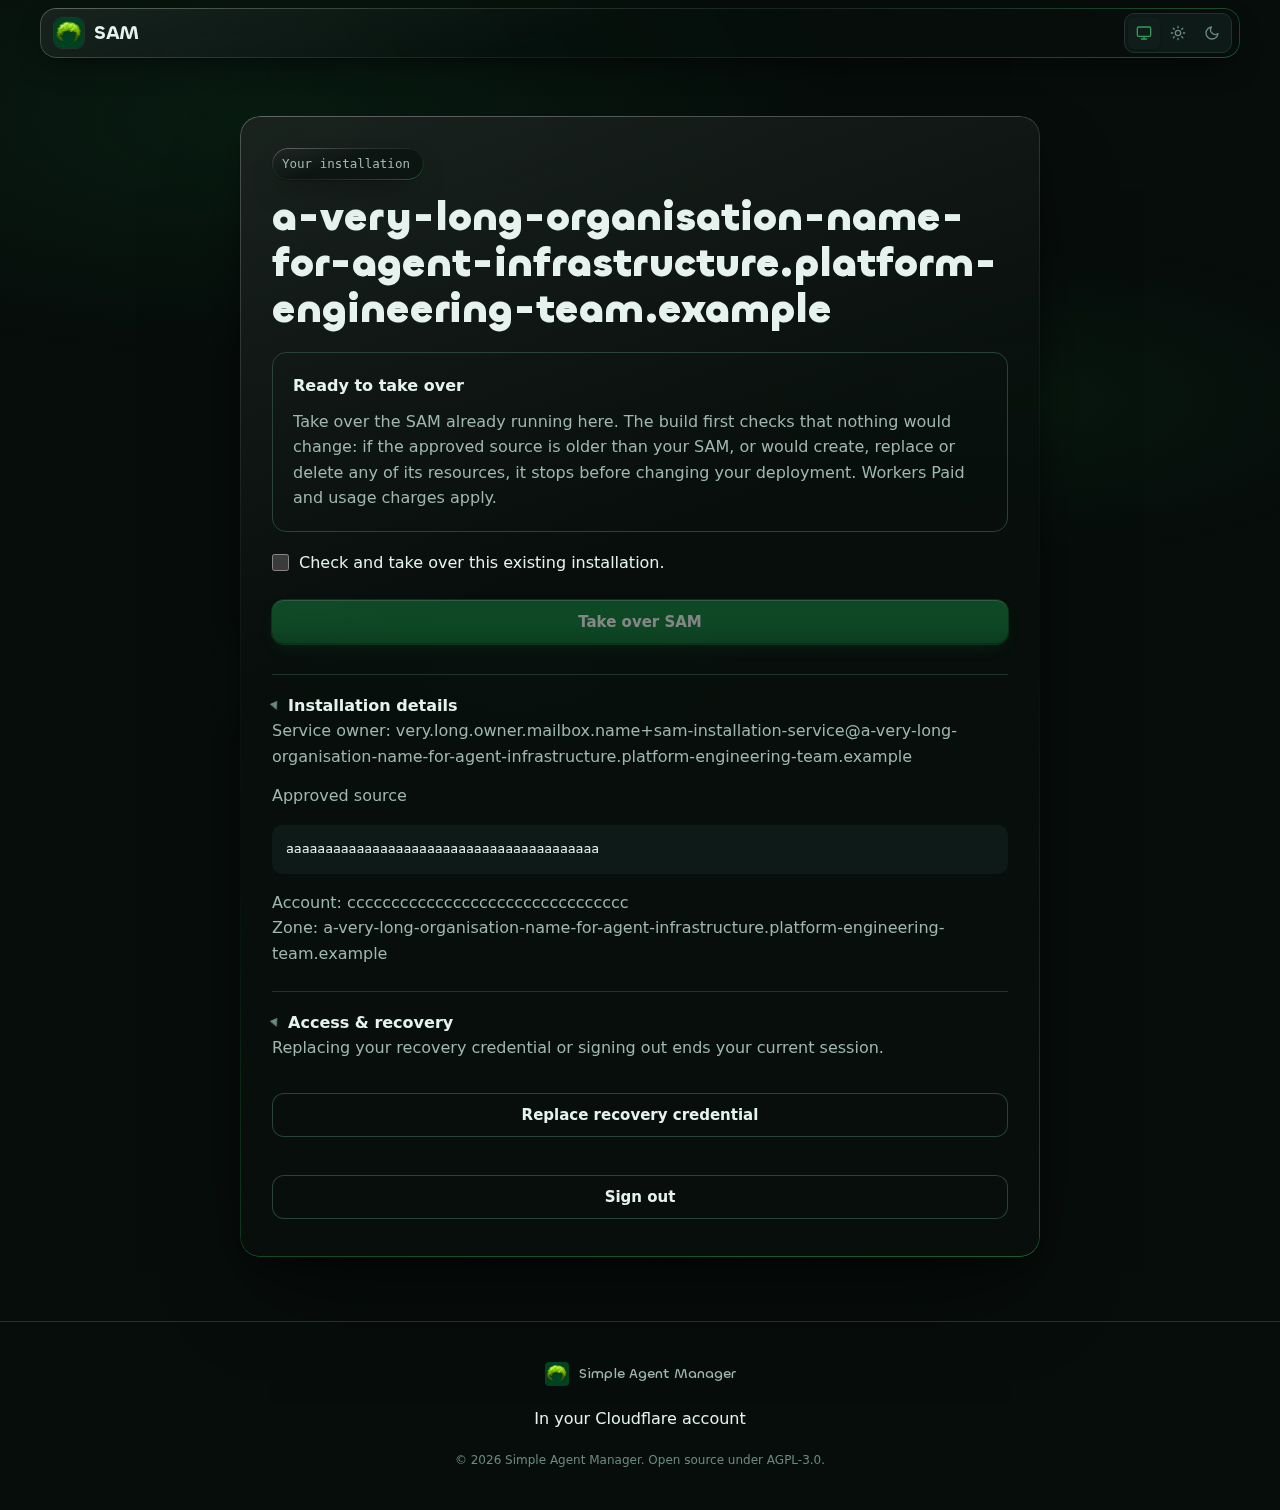 SAM
Your installation
a-very-long-organisation-name-
for-agent-infrastructure.platform-
engineering-team.example
Ready to take over
Take over the SAM already running here. The build first checks that nothing would
change: if the approved source is older than your SAM, or would create, replace or
delete any of its resources, it stops before changing your deployment. Workers Paid
and usage charges apply.
Check and take over this existing installation.
Take over SAM
Installation details
Service owner: very.long.owner.mailbox.name+sam-installation-service@a-very-long-
organisation-name-for-agent-infrastructure.platform-engineering-team.example
Approved source
aaaaaaaaaaaaaaaaaaaaaaaaaaaaaaaaaaaaaaaa
Account: cccccccccccccccccccccccccccccccc
Zone: a-very-long-organisation-name-for-agent-infrastructure.platform-engineering-
team.example
Access & recovery
Replacing your recovery credential or signing out ends your current session.
Replace recovery credential
Sign out
Simple Agent Manager
In your Cloudflare account
© 2026 Simple Agent Manager. Open source under AGPL-3.0.